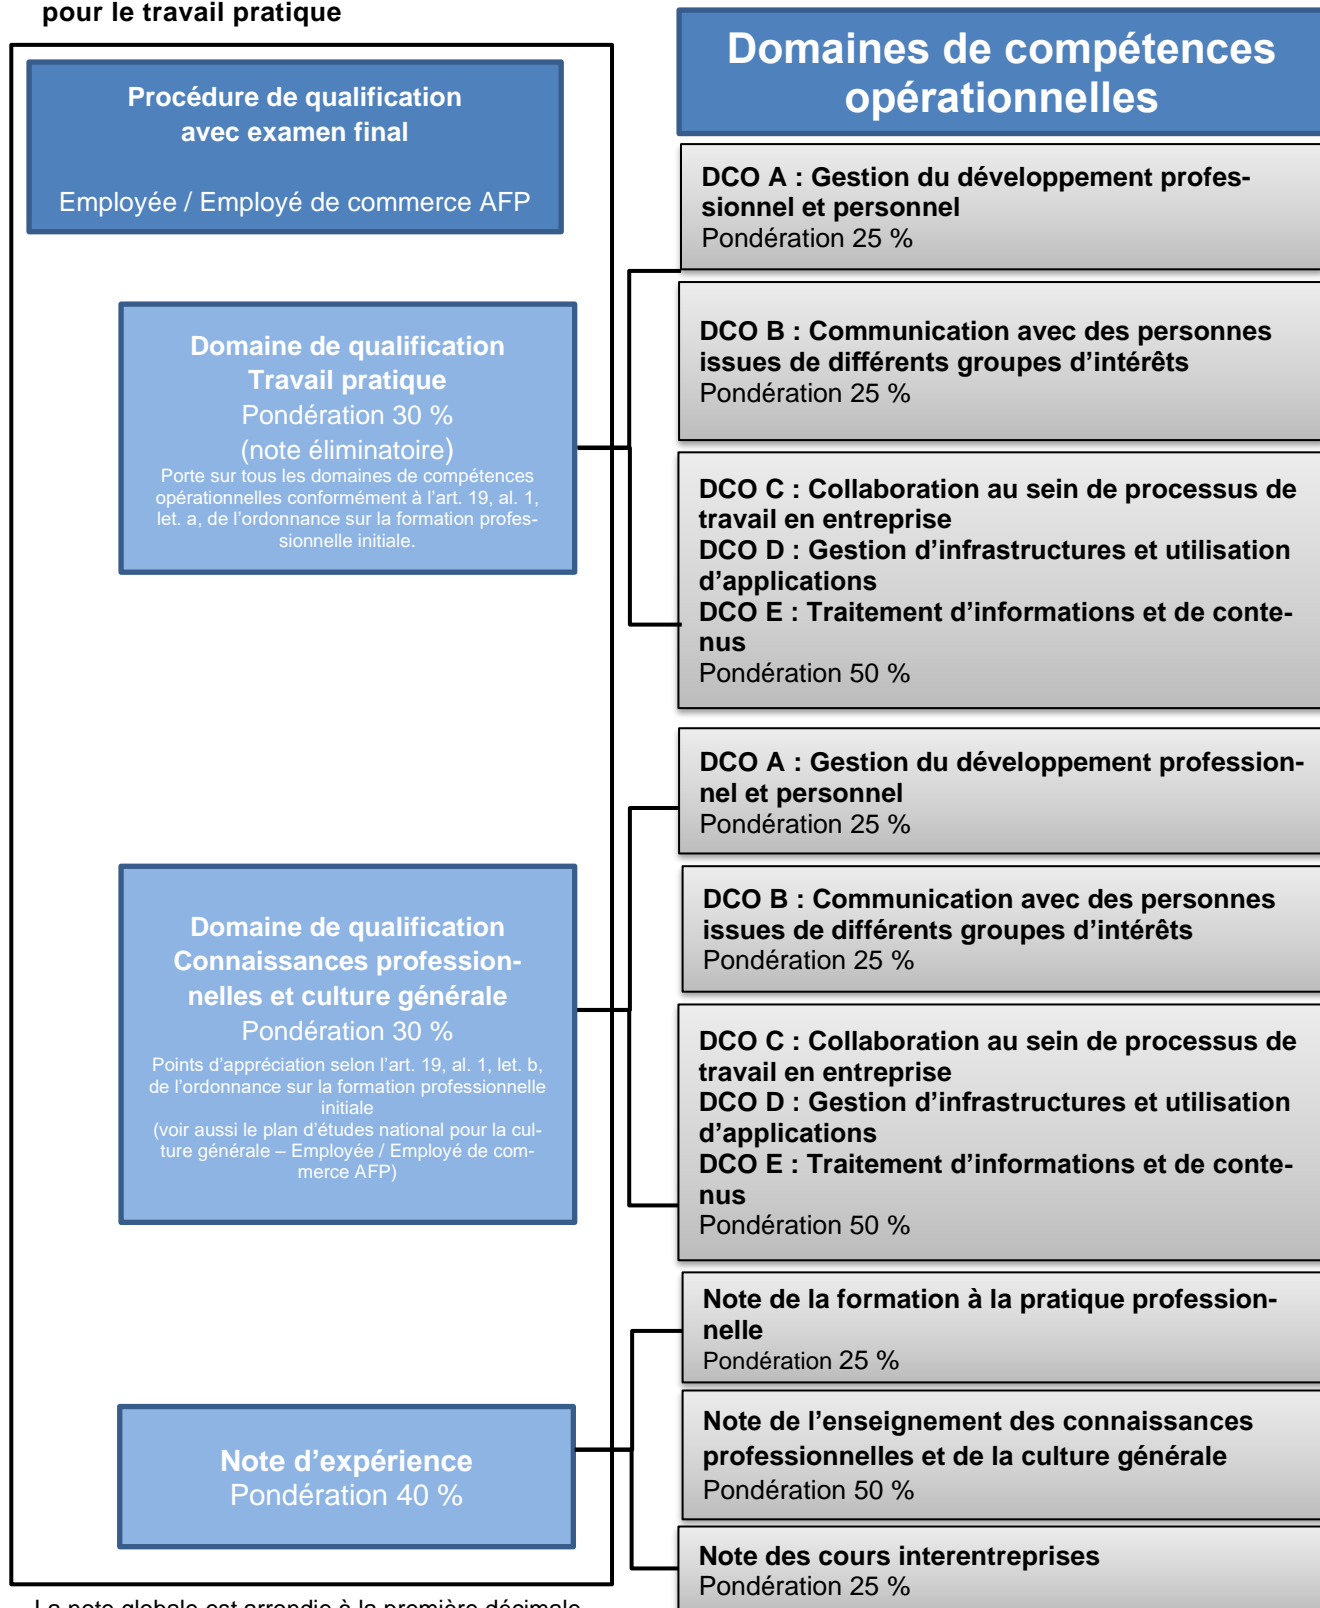 pour le travail pratique
Procédure de qualification
avec examen final
Employée / Employé de commerce AFP
Domaines de compétences
opérationnelles
Domaine de qualification
Travail pratique
Pondération 30 %
(note éliminatoire)
Porte sur tous les domaines de compétences
opérationnelles conformément à l’art. 19, al. 1,
let. a, de l’ordonnance sur la formation profes-
sionnelle initiale.
DCO A : Gestion du développement profes-
sionnel et personnel
Pondération 25 %
DCO B : Communication avec des personnes
issues de différents groupes d’intérêts
Pondération 25 %
DCO C : Collaboration au sein de processus de
travail en entreprise
DCO D : Gestion d’infrastructures et utilisation
d’applications
DCO E : Traitement d’informations et de conte-
nus
Pondération 50 %
Domaine de qualification
Connaissances profession-
nelles et culture générale
Pondération 30 %
Points d’appréciation selon l’art. 19, al. 1, let. b,
de l’ordonnance sur la formation professionnelle
initiale
(voir aussi le plan d’études national pour la cul-
ture générale – Employée / Employé de com-
merce AFP)
DCO A : Gestion du développement profession-
nel et personnel
Pondération 25 %
DCO B : Communication avec des personnes
issues de différents groupes d’intérêts
Pondération 25 %
DCO C : Collaboration au sein de processus de
travail en entreprise
DCO D : Gestion d’infrastructures et utilisation
d’applications
DCO E : Traitement d’informations et de conte-
nus
Pondération 50 %
Note d’expérience
Pondération 40 %
Note de la formation à la pratique profession-
nelle
Pondération 25 %
Note de l’enseignement des connaissances
professionnelles et de la culture générale
Pondération 50 %
Note des cours interentreprises
Pondération 25 %
La note globale est arrondie à la première décimale